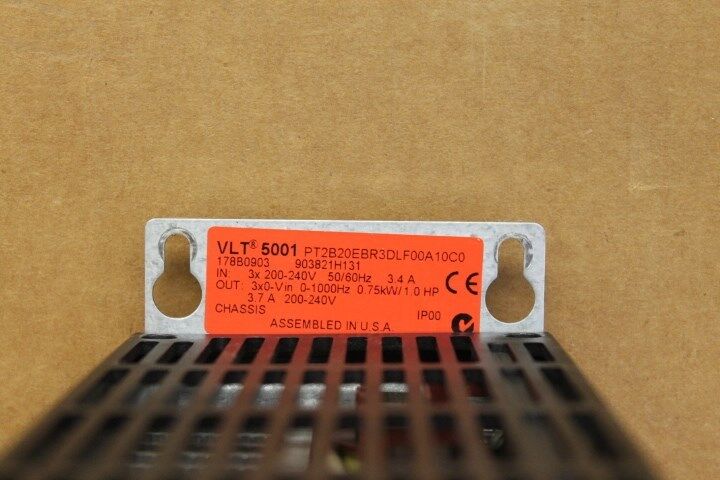 VLT® 5001 PT2B20EBR3DLF00A10C0
178B0903 903821H131
IN: 3x 200-240V 50/60Hz 3.4 A
OUT: 3x0-Vin 0-1000Hz 0.75kW/1.0 HP
3.7 A 200-240V
CHASSIS IP00
ASSEMBLED IN U.S.A.
CE